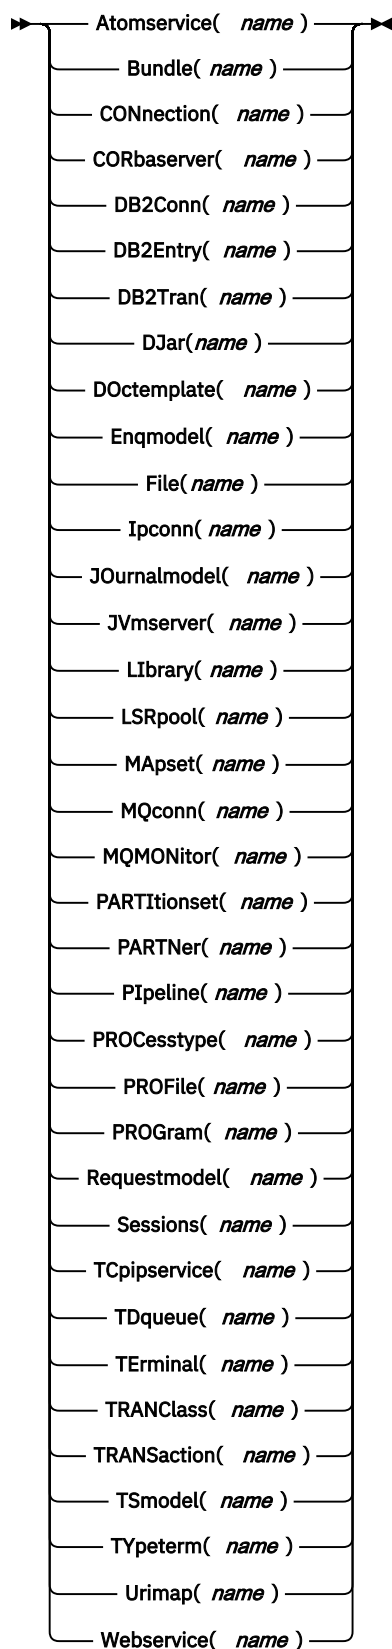 Atomservice( name )
Bundle( name )
CONnection( name )
CORbaserver( name )
DB2Conn( name )
DB2Entry( name )
DB2Tran( name )
DJar(name )
DOctemplate( name )
Enqmodel( name )
File(name )
Ipconn( name )
JOurnalmodel( name )
JVmserver( name )
LIbrary( name )
LSRpool( name )
MApset( name )
MQconn( name )
MQMONitor( name )
PARTItionset( name )
PARTNer( name )
PIpeline( name )
PROCesstype( name )
PROFile( name )
PROGram( name )
Requestmodel( name )
Sessions( name )
TCpipservice( name )
TDqueue( name )
TErminal( name )
TRANClass( name )
TRANSaction( name )
TSmodel( name )
TYpeterm( name )
Urimap( name )
Webservice( name )